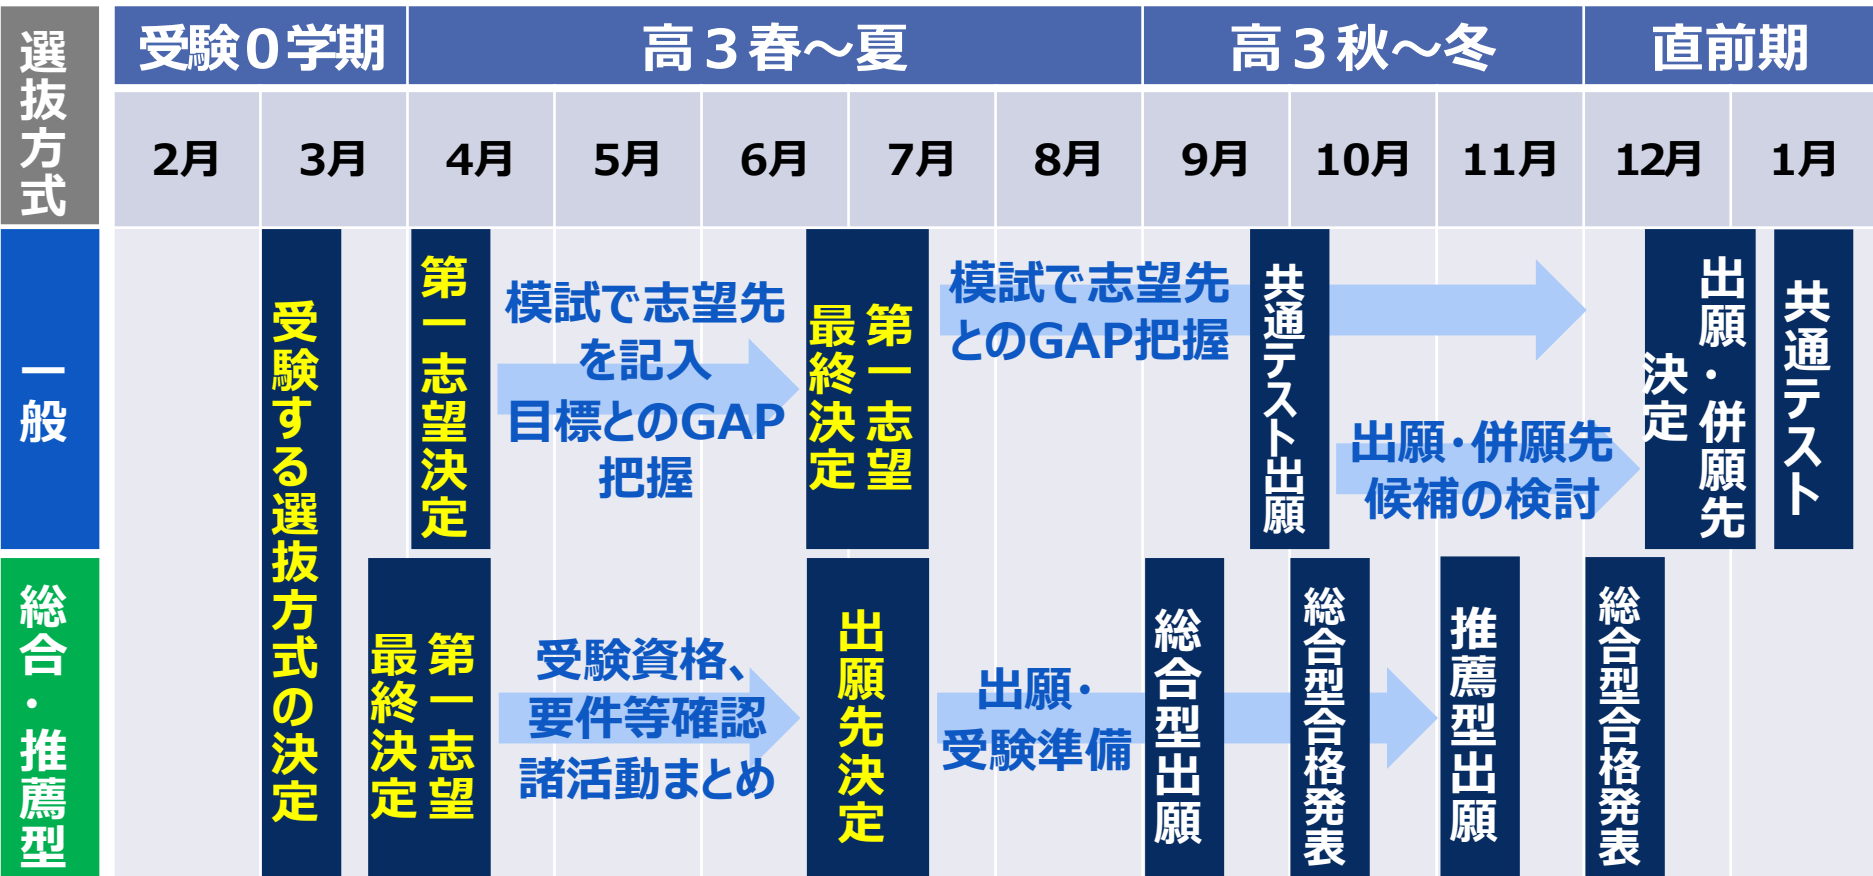 選抜方式
受験0学期
高3春～夏
高3秋～冬
直前期
2月
3月
4月
5月
6月
7月
8月
9月
10月
11月
12月
1月
一般
受験する選抜方式の決定
第一志望決定
模試で志望先
を記入
目標とのGAP
把握
第一志望
最終決定
模試で志望先
とのGAP把握
共通テスト出願
出願・併願先
候補の検討
出願・併願先
決定
共通テスト
総合・推薦型
第一志望
最終決定
受験資格、
要件等確認
諸活動まとめ
出願先決定
出願・
受験準備
総合型出願
総合型合格発表
推薦型出願
総合型合格発表